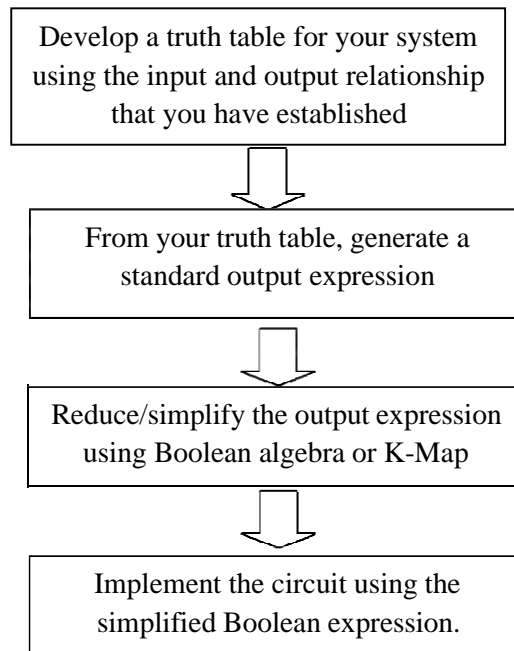 Develop a truth table for your system
using the input and output relationship
that you have established
From your truth table, generate a
standard output expression
Reduce/simplify the output expression
using Boolean algebra or K-Map
Implement the circuit using the
simplified Boolean expression.